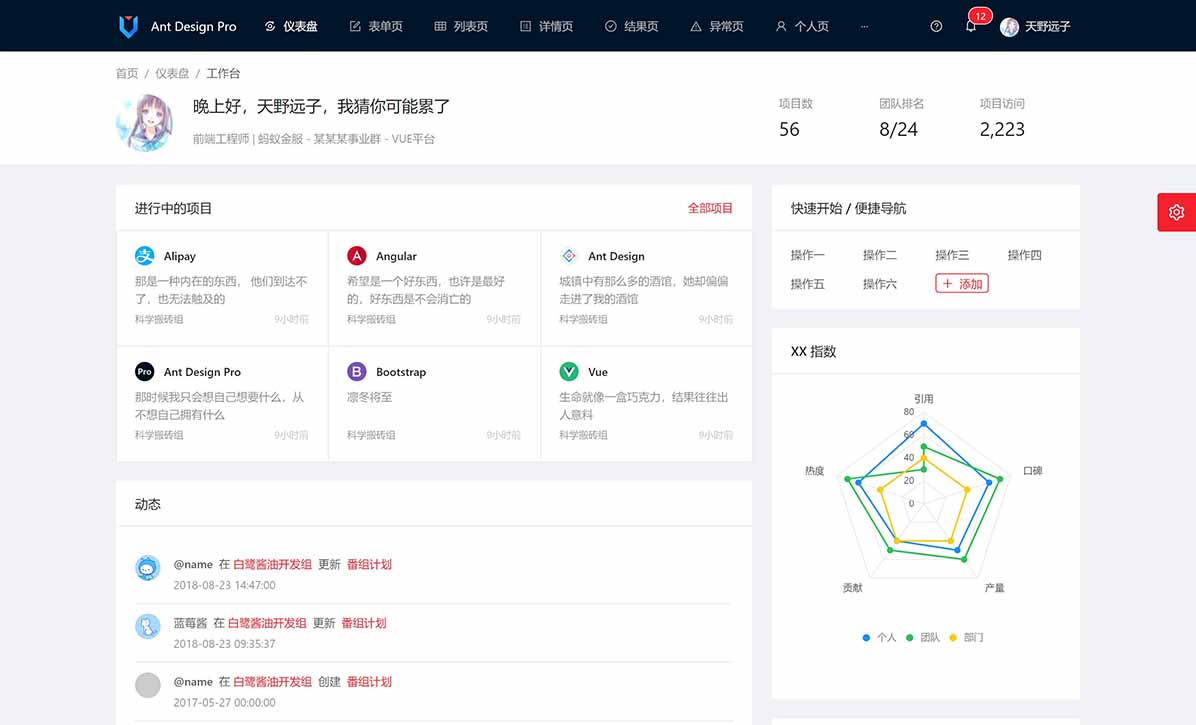 Ant Design Pro 仪表盘 表单页 列表页 详情页 结果页 异常页 个人页 ··· 12 天野远子
首页 / 仪表盘 / 工作台
晚上好，天野远子，我猜你可能累了
前端工程师 | 蚂蚁金服 - 某某某事业群 - VUE平台
项目数 团队排名 项目访问
56 8/24 2,223
进行中的项目 全部项目
Alipay
那是一种内在的东西， 他们到达不
了，也无法触及的
科学搬砖组 9小时前
Angular
希望是一个好东西，也许是最好
的，好东西是不会消亡的
科学搬砖组 9小时前
Ant Design
城镇中有那么多的酒馆，她却偏偏
走进了我的酒馆
科学搬砖组 9小时前
Pro Ant Design Pro
那时候我只会想自己想要什么，从
不想自己拥有什么
科学搬砖组 9小时前
B Bootstrap
凛冬将至
科学搬砖组 9小时前
Vue
生命就像一盒巧克力，结果往往出
人意料
科学搬砖组 9小时前
动态
@name 在 白鹭酱油开发组 更新 番组计划
2018-08-23 14:47:00
蓝莓酱 在 白鹭酱油开发组 更新 番组计划
2018-08-23 09:35:37
@name 在 白鹭酱油开发组 创建 番组计划
2017-05-27 00:00:00
快速开始 / 便捷导航
操作一 操作二 操作三 操作四
操作五 操作六 + 添加
XX 指数
引用
80
60
40
20
0
热度 口碑
贡献 产量
个人 团队 部门